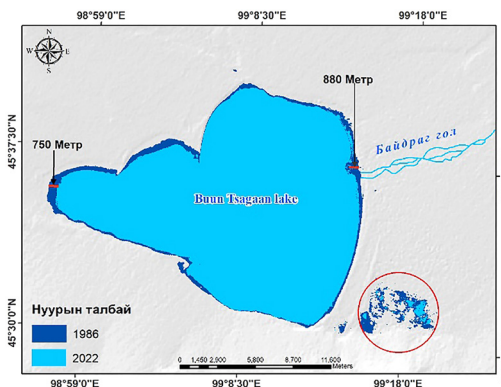 98°59'0"E 99°8'30"E 99°18'0"E
N
W E
S
880 Метр
45°37'30"N
750 Метр
Байдраг гол
Buun Tsagaan lake
Нуурын талбай
1986
2022
45°30'0"N
0 1,450 2,900 5,800 8,700 11,600
Meters
98°59'0"E 99°8'30"E 99°18'0"E